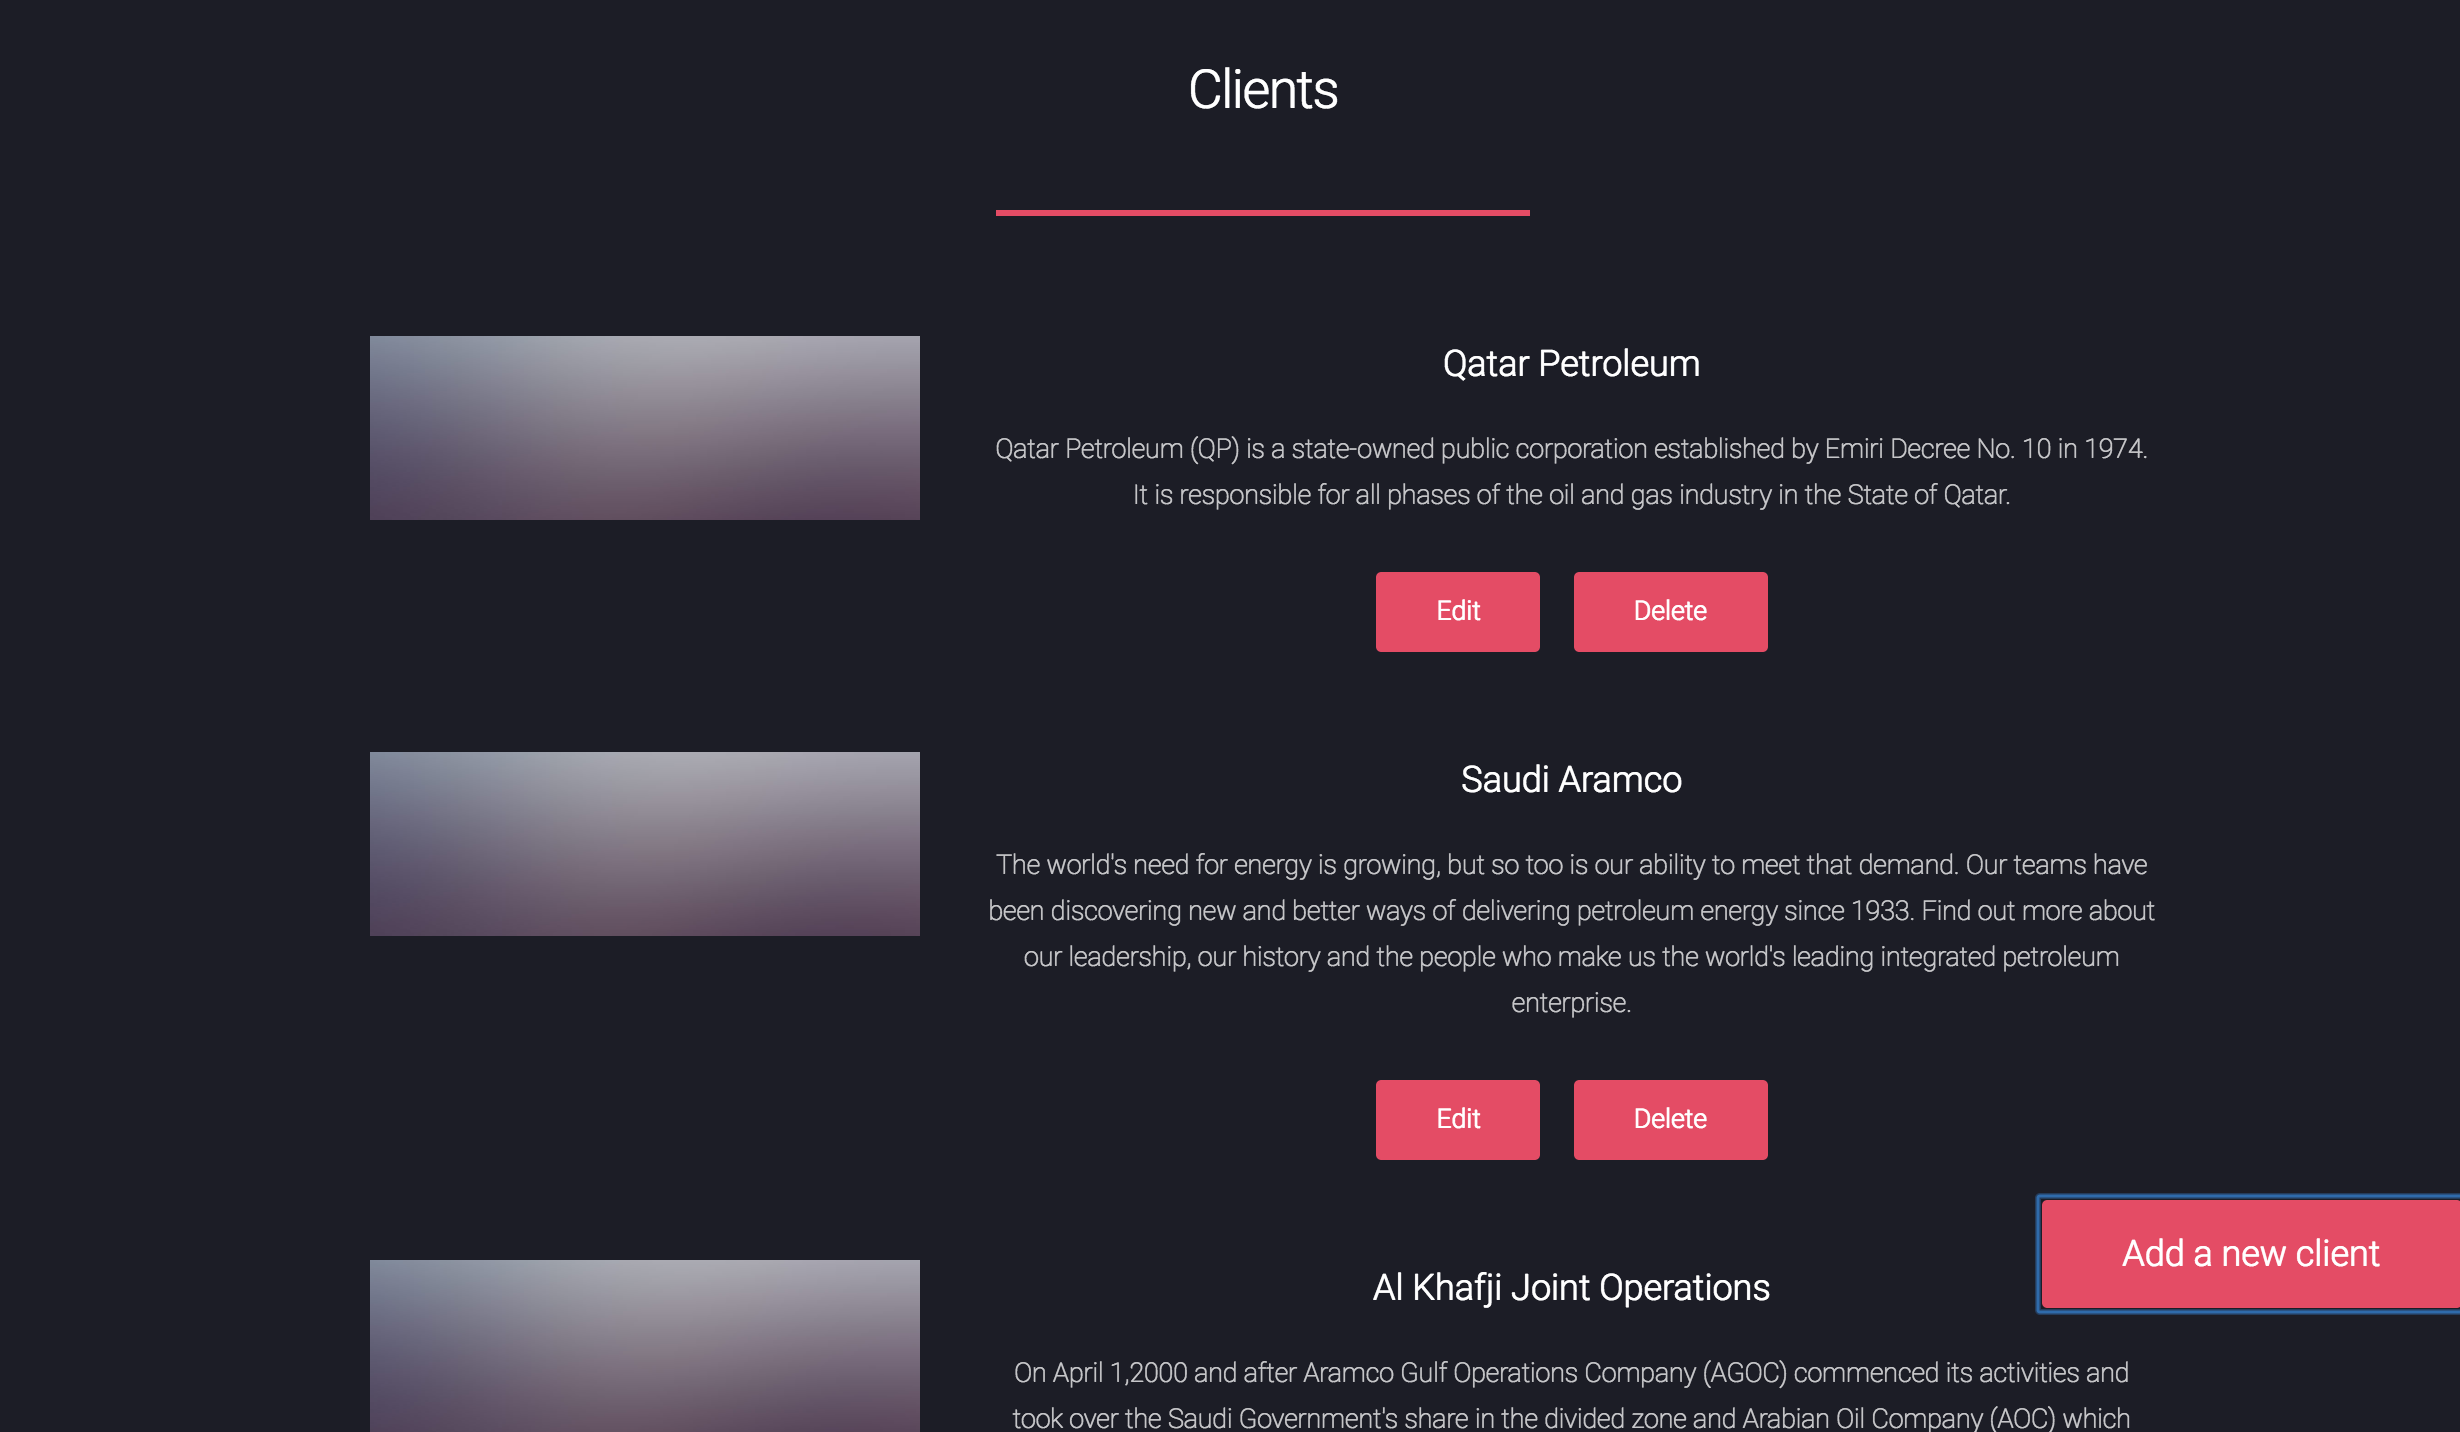 Clients
Qatar Petroleum
Qatar Petroleum (QP) is a state-owned public corporation established by Emiri Decree No. 10 in 1974.
It is responsible for all phases of the oil and gas industry in the State of Qatar.
Edit
Delete
Saudi Aramco
The world's need for energy is growing, but so too is our ability to meet that demand. Our teams have
been discovering new and better ways of delivering petroleum energy since 1933. Find out more about
our leadership, our history and the people who make us the world's leading integrated petroleum
enterprise.
Edit
Delete
Add a new client
Al Khafji Joint Operations
On April 1,2000 and after Aramco Gulf Operations Company (AGOC) commenced its activities and
took over the Saudi Government's share in the divided zone and Arabian Oil Company (AOC) which